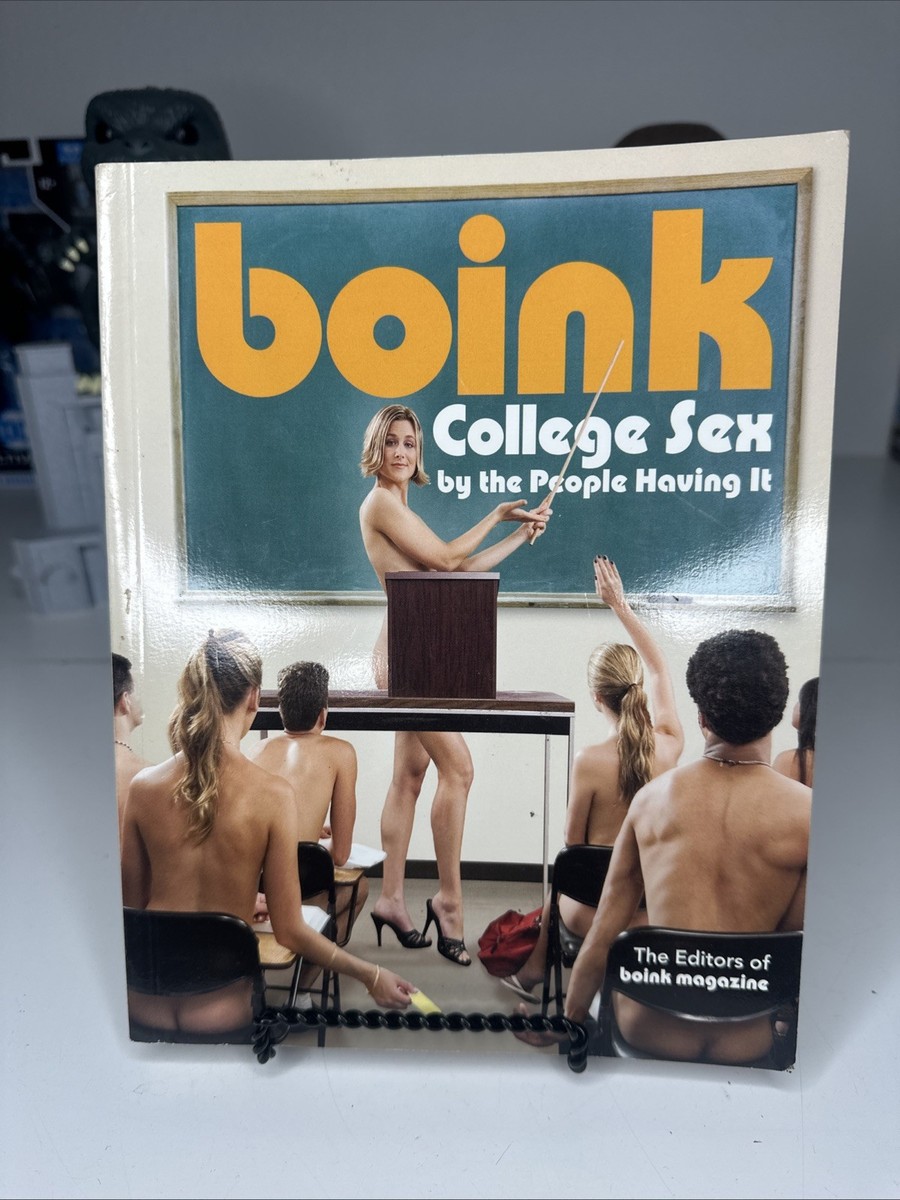 boink
College Sex
by the People Having It
The Editors of
boink magazine